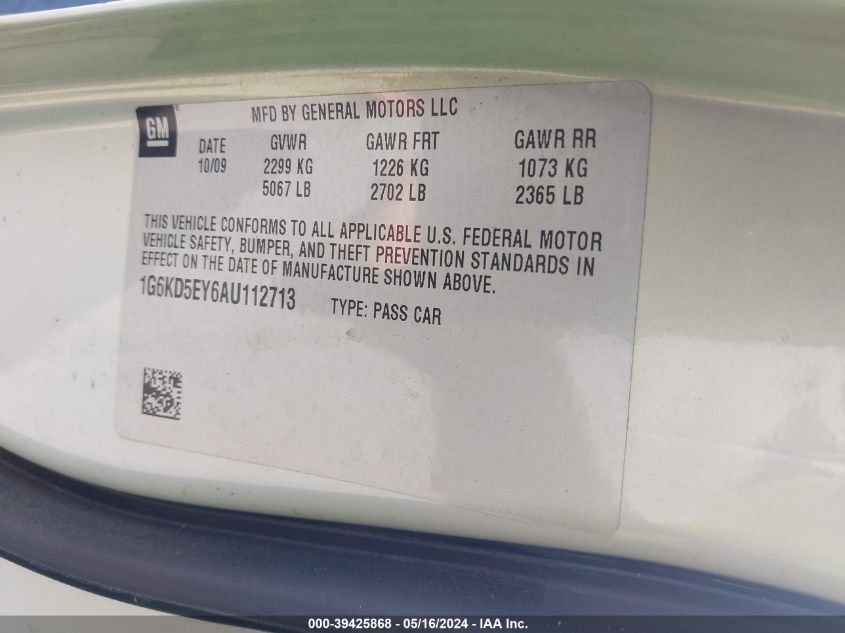 GM
MFD BY GENERAL MOTORS LLC
DATE GVWR GAWR FRT GAWR RR
10/09 2299 KG 1226 KG 1073 KG
5067 LB 2702 LB 2365 LB
THIS VEHICLE CONFORMS TO ALL APPLICABLE U.S. FEDERAL MOTOR
VEHICLE SAFETY, BUMPER, AND THEFT PREVENTION STANDARDS IN
EFFECT ON THE DATE OF MANUFACTURE SHOWN ABOVE.
1G6KD5EY6AU112713 TYPE: PASS CAR
000-39425868 - 05/16/2024 - IAA Inc.